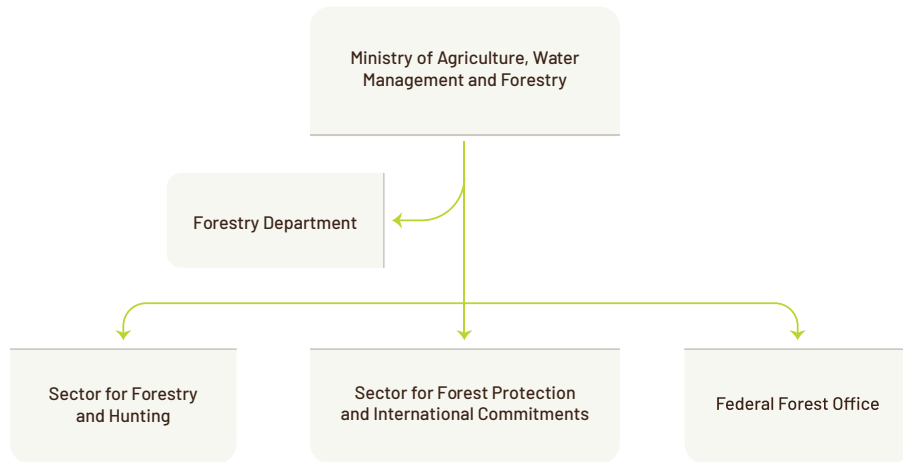 Ministry of Agriculture, Water
Management and Forestry
Forestry Department
Sector for Forestry
and Hunting
Sector for Forest Protection
and International Commitments
Federal Forest Office